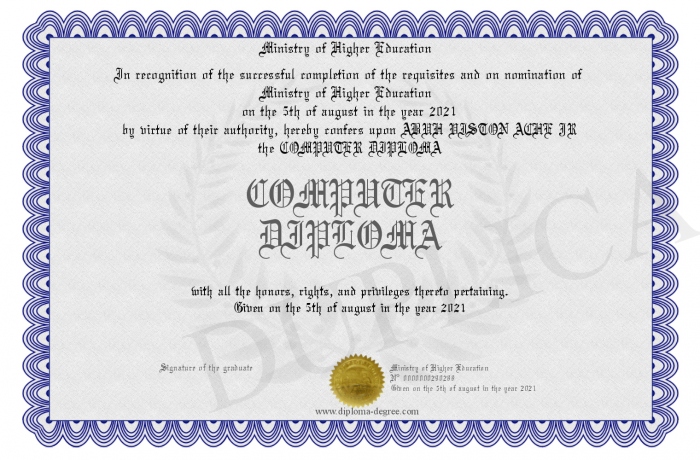 Ministry of Higher Education
In recognition of the successful completion of the requisites and on nomination of
Ministry of Higher Education
on the 5th of august in the year 2021
by virtue of their authority, hereby confers upon ABUH VISTON ACHE JR
the COMPUTER DIPLOMA
COMPUTER
DIPLOMA
with all the honors, rights, and privileges thereto pertaining.
Given on the 5th of august in the year 2021
DUPLICA
Signature of the graduate
Ministry of Higher Education
Nº 0000000290288
Given on the 5th of august in the year 2021
www.diploma-degree.com